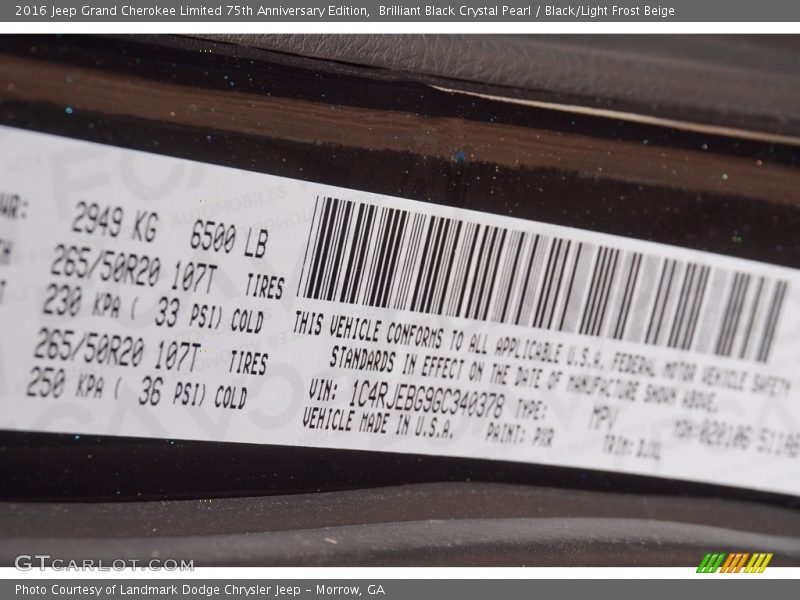 2016 Jeep Grand Cherokee Limited 75th Anniversary Edition, Brilliant Black Crystal Pearl / Black/Light Frost Beige
WR: 2949 KG 6500 LB
265/50R20 107T TIRES
230 KPA ( 33 PSI) COLD
265/50R20 107T TIRES
250 KPA ( 36 PSI) COLD
THIS VEHICLE CONFORMS TO ALL APPLICABLE U.S.A. FEDERAL MOTOR VEHICLE SAFETY
STANDARDS IN EFFECT ON THE DATE OF MANUFACTURE SHOWN ABOVE.
VIN: 1C4RJEBG9GC340378 TYPE: MPV
VEHICLE MADE IN U.S.A. PAINT: PXR TRIM:
GTCARLOT.COM
Photo Courtesy of Landmark Dodge Chrysler Jeep – Morrow, GA